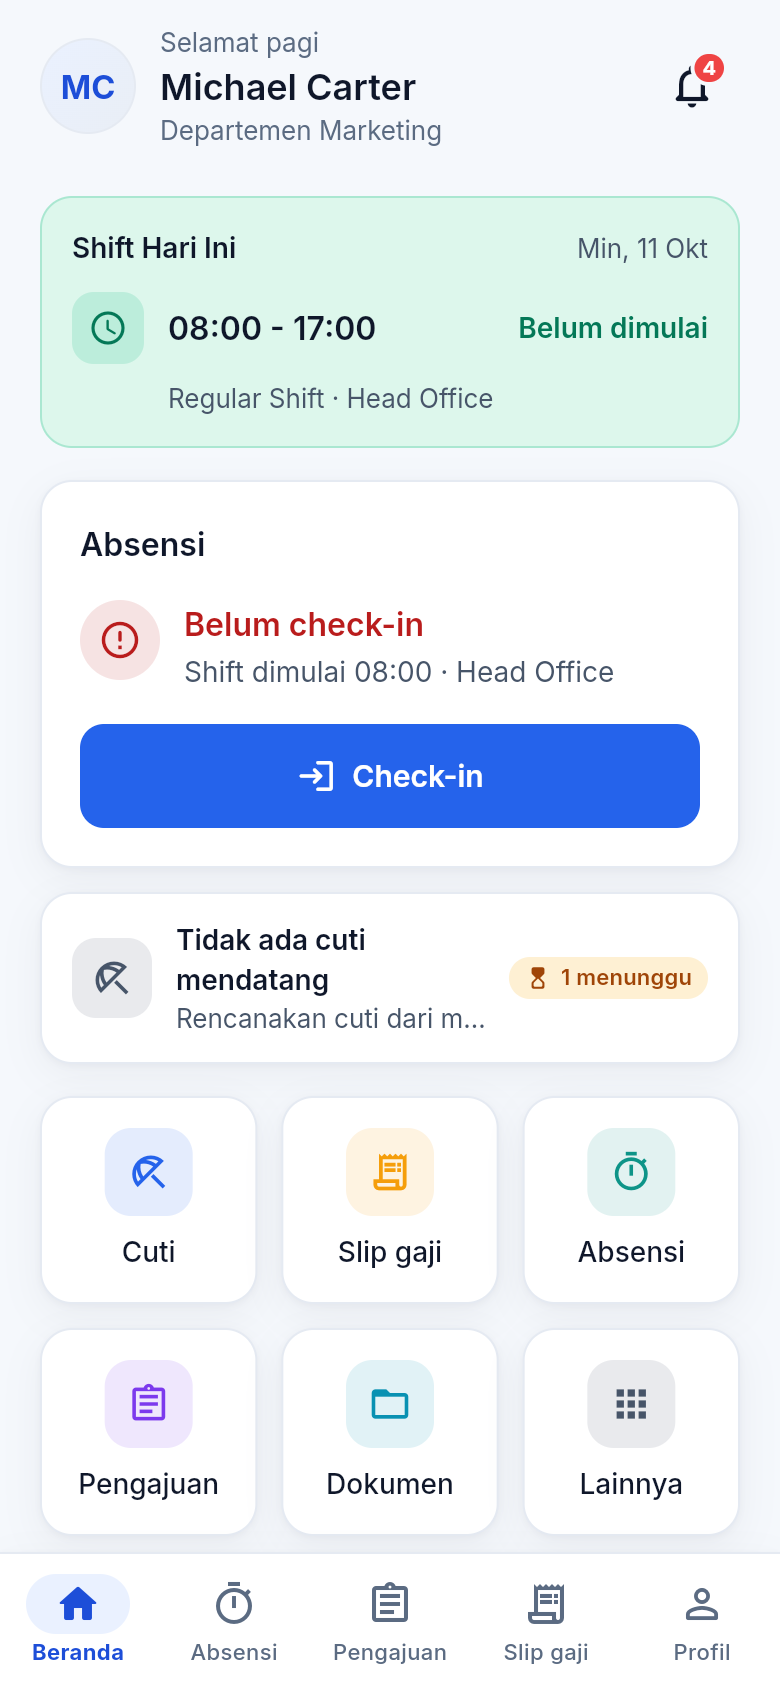 Selamat pagi
MC
Michael Carter
Departemen Marketing
4
Shift Hari Ini
Min, 11 Okt
08:00 - 17:00
Belum dimulai
Regular Shift · Head Office
Absensi
Belum check-in
Shift dimulai 08:00 · Head Office
Check-in
Tidak ada cuti
mendatang
Rencanakan cuti dari m...
1 menunggu
Cuti
Slip gaji
Absensi
Pengajuan
Dokumen
Lainnya
Beranda
Absensi
Pengajuan
Slip gaji
Profil